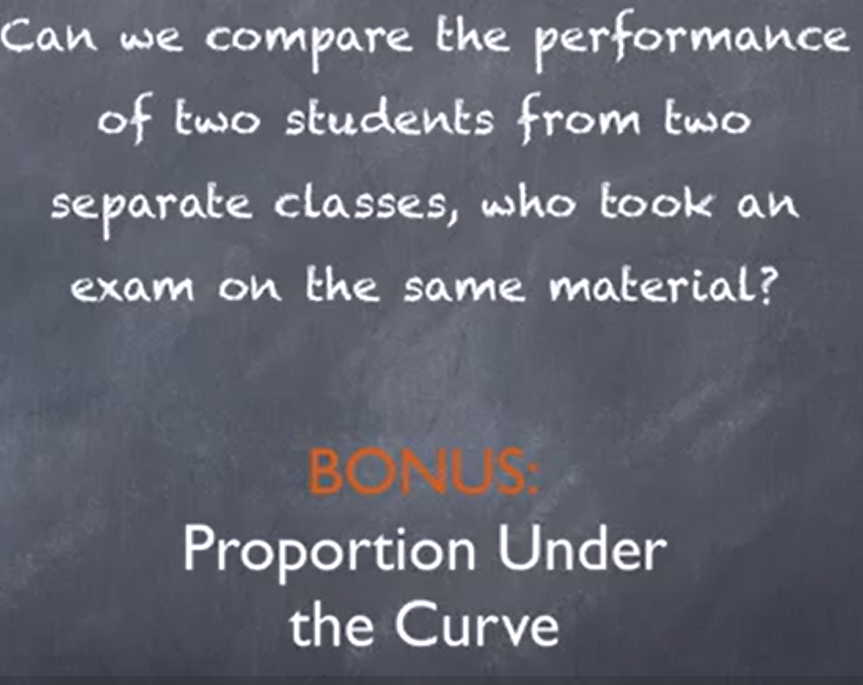 Can we compare the performance
of two students from two
separate classes, who took an
exam on the same material?
BONUS:
Proportion Under
the Curve